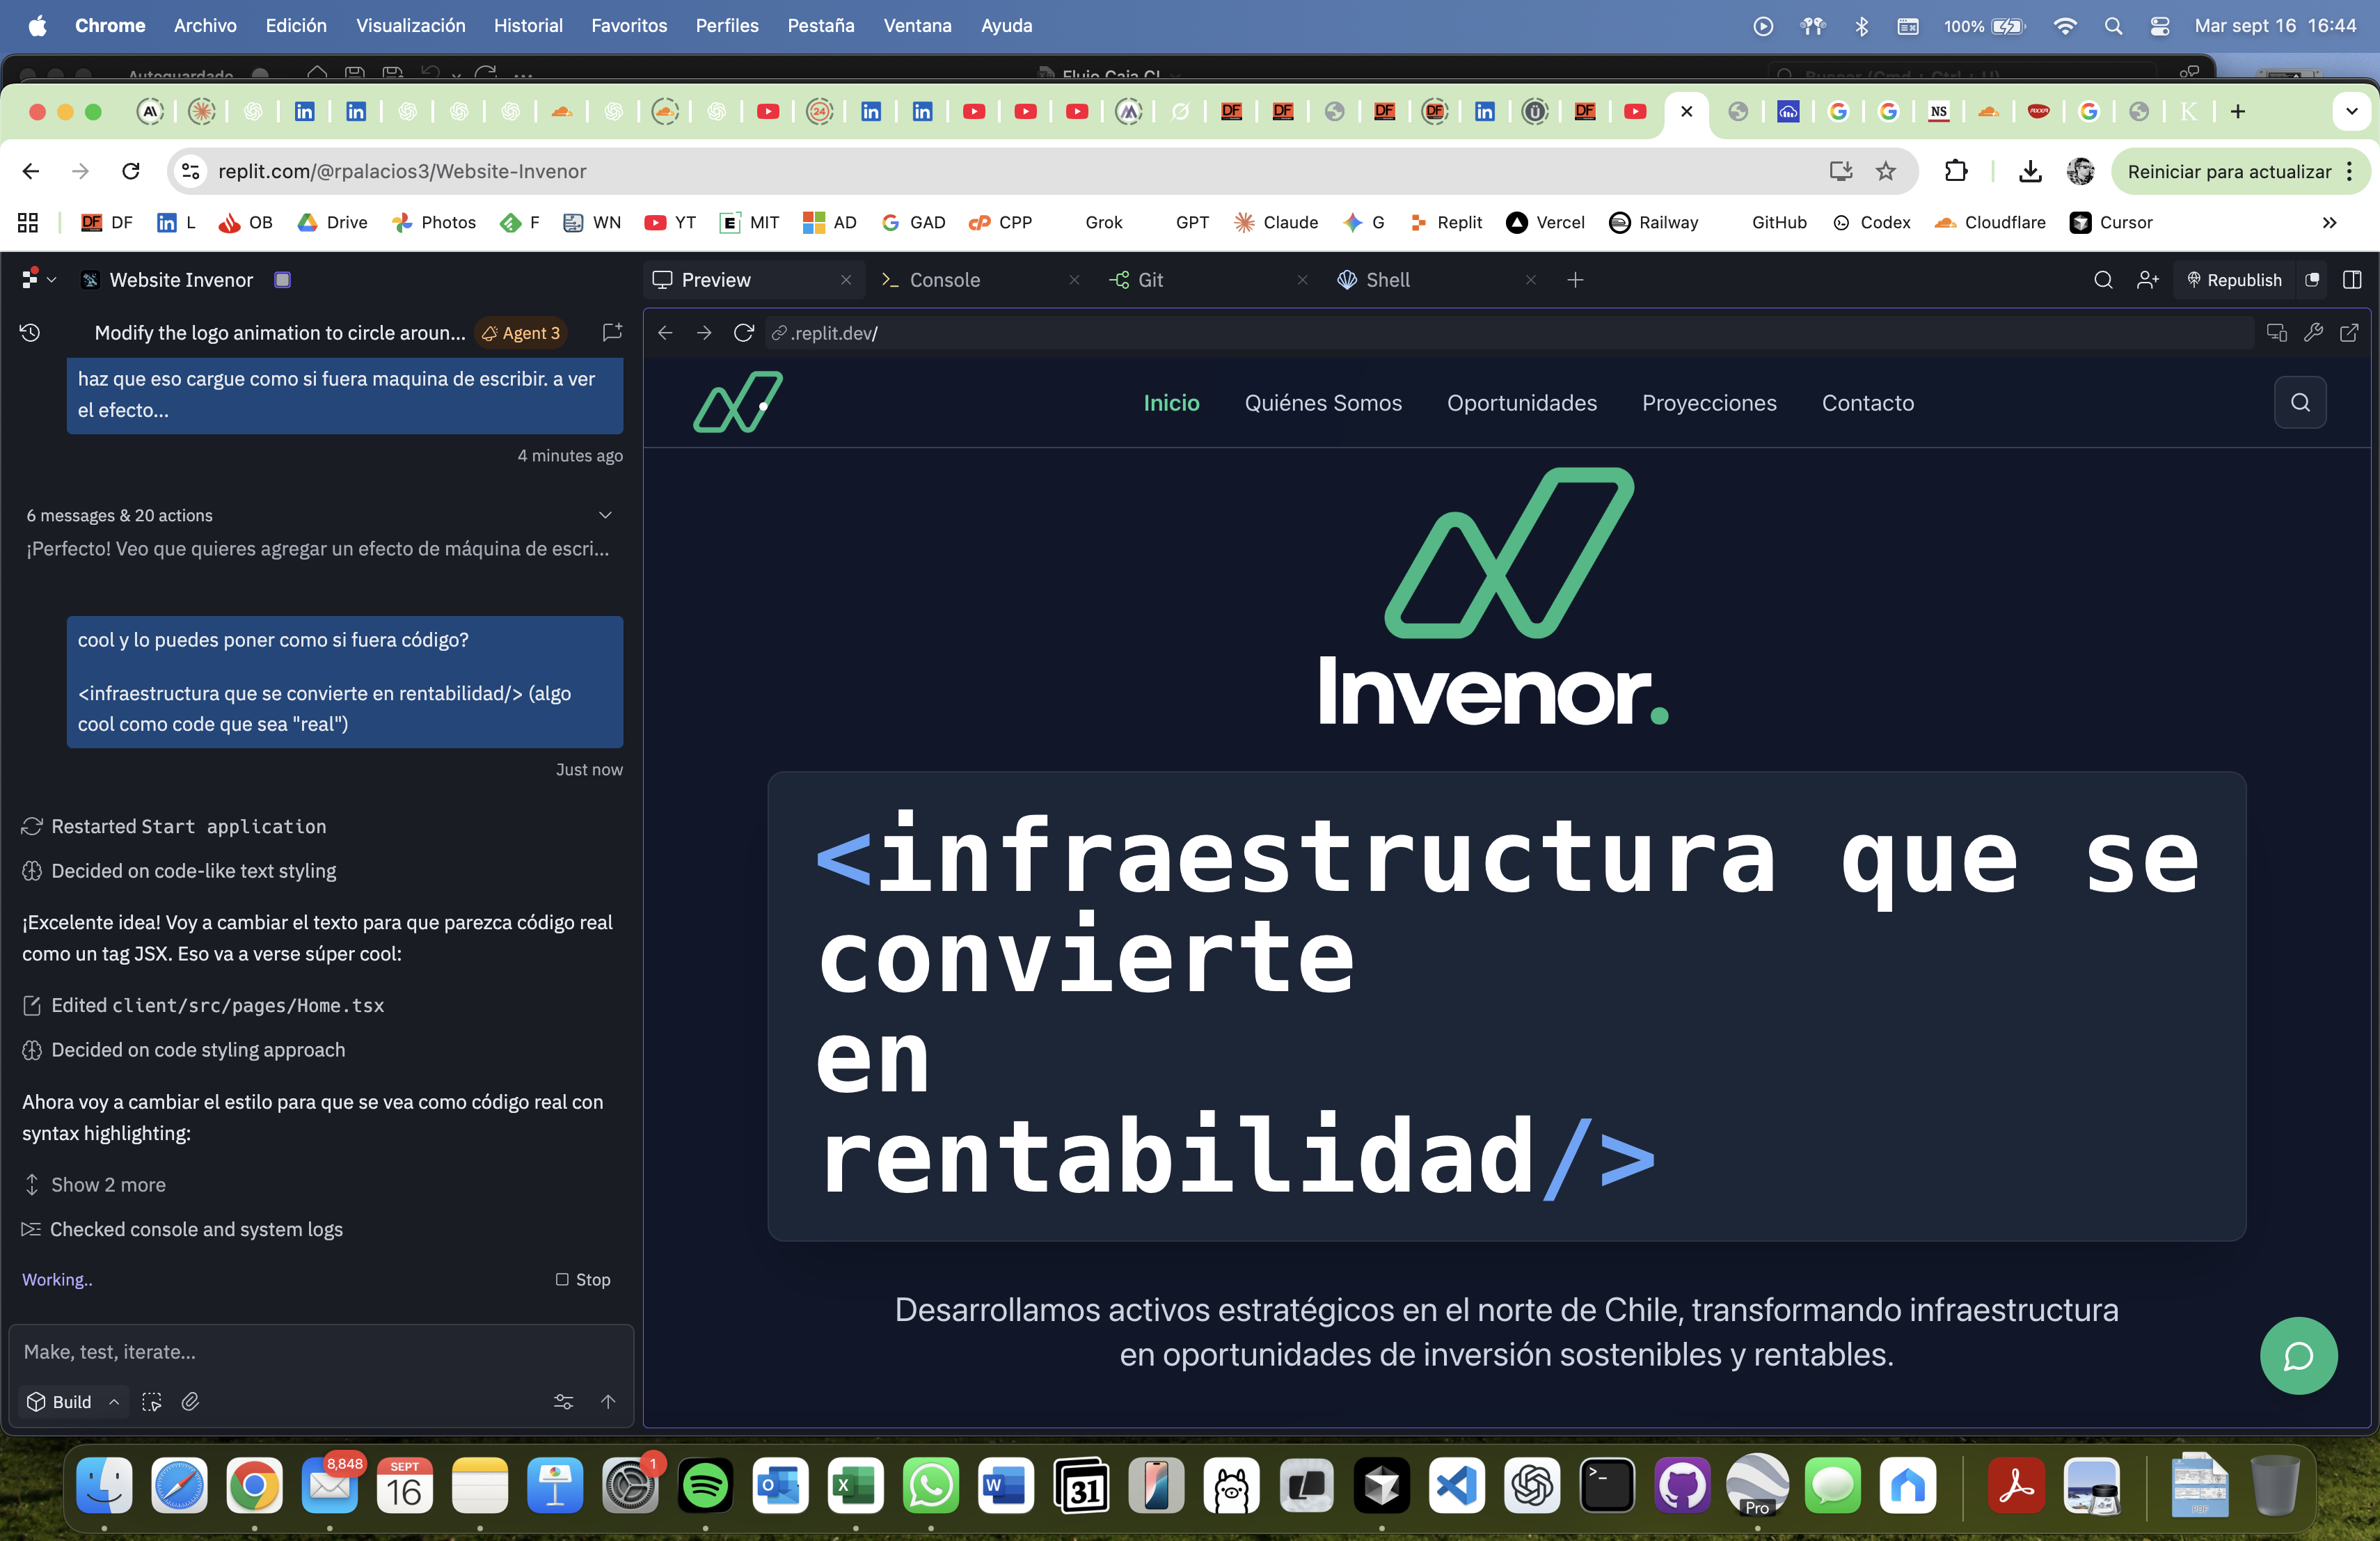 Chrome Archivo Edición Visualización Historial Favoritos Perfiles Pestaña Ventana Ayuda 100% Mar sept 16 16:44
Autoguardado Flujo Caja CL Buscar (Cmd + Ctrl + U)
replit.com/@rpalacios3/Website-Invenor Reiniciar para actualizar
DF L OB Drive Photos F WN YT MIT AD GAD CPP Grok GPT Claude G Replit Vercel Railway GitHub Codex Cloudflare Cursor
Website Invenor
Preview Console Git Shell Republish
Modify the logo animation to circle aroun... Agent 3
.replit.dev/
haz que eso cargue como si fuera maquina de escribir. a ver
el efecto...
4 minutes ago
6 messages & 20 actions
¡Perfecto! Veo que quieres agregar un efecto de máquina de escri...
cool y lo puedes poner como si fuera código?
<infraestructura que se convierte en rentabilidad/> (algo
cool como code que sea "real")
Just now
Restarted Start application
Decided on code-like text styling
¡Excelente idea! Voy a cambiar el texto para que parezca código real
como un tag JSX. Eso va a verse súper cool:
Edited client/src/pages/Home.tsx
Decided on code styling approach
Ahora voy a cambiar el estilo para que se vea como código real con
syntax highlighting:
Show 2 more
Checked console and system logs
Working..
Stop
Make, test, iterate...
Build
Inicio Quiénes Somos Oportunidades Proyecciones Contacto
Invenor.
<infraestructura que se
convierte
en
rentabilidad/>
Desarrollamos activos estratégicos en el norte de Chile, transformando infraestructura
en oportunidades de inversión sostenibles y rentables.
8,848
SEPT
16
1
31
Pro
PDF